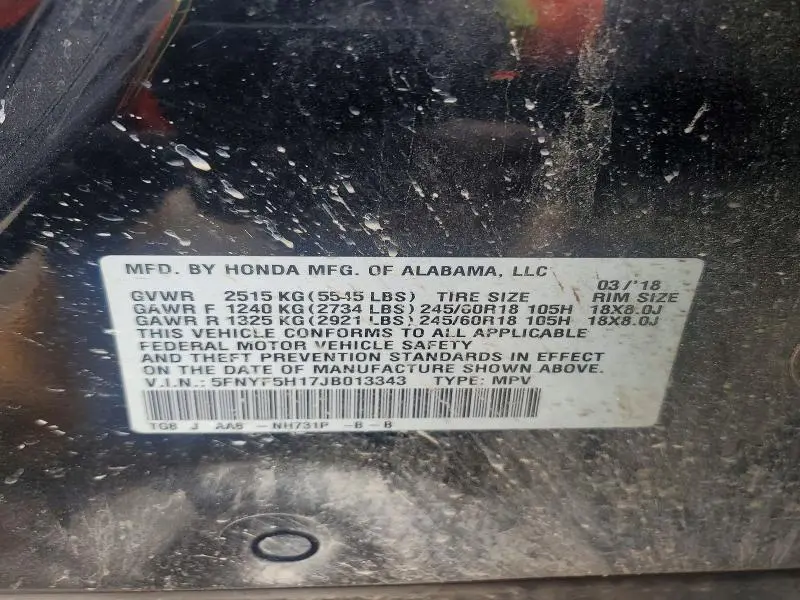 MFD. BY HONDA MFG. OF ALABAMA, LLC 03/'18
GVWR 2515 KG (5545 LBS) TIRE SIZE RIM SIZE
GAWR F 1240 KG (2734 LBS) 245/60R18 105H 18X8.0J
GAWR R 1325 KG (2921 LBS) 245/60R18 105H 18X8.0J
THIS VEHICLE CONFORMS TO ALL APPLICABLE
FEDERAL MOTOR VEHICLE SAFETY
AND THEFT PREVENTION STANDARDS IN EFFECT
ON THE DATE OF MANUFACTURE SHOWN ABOVE.
V.I.N.: 5FNYF5H17JB013343 TYPE: MPV
TG8 J AA6 -NH731P -B -B